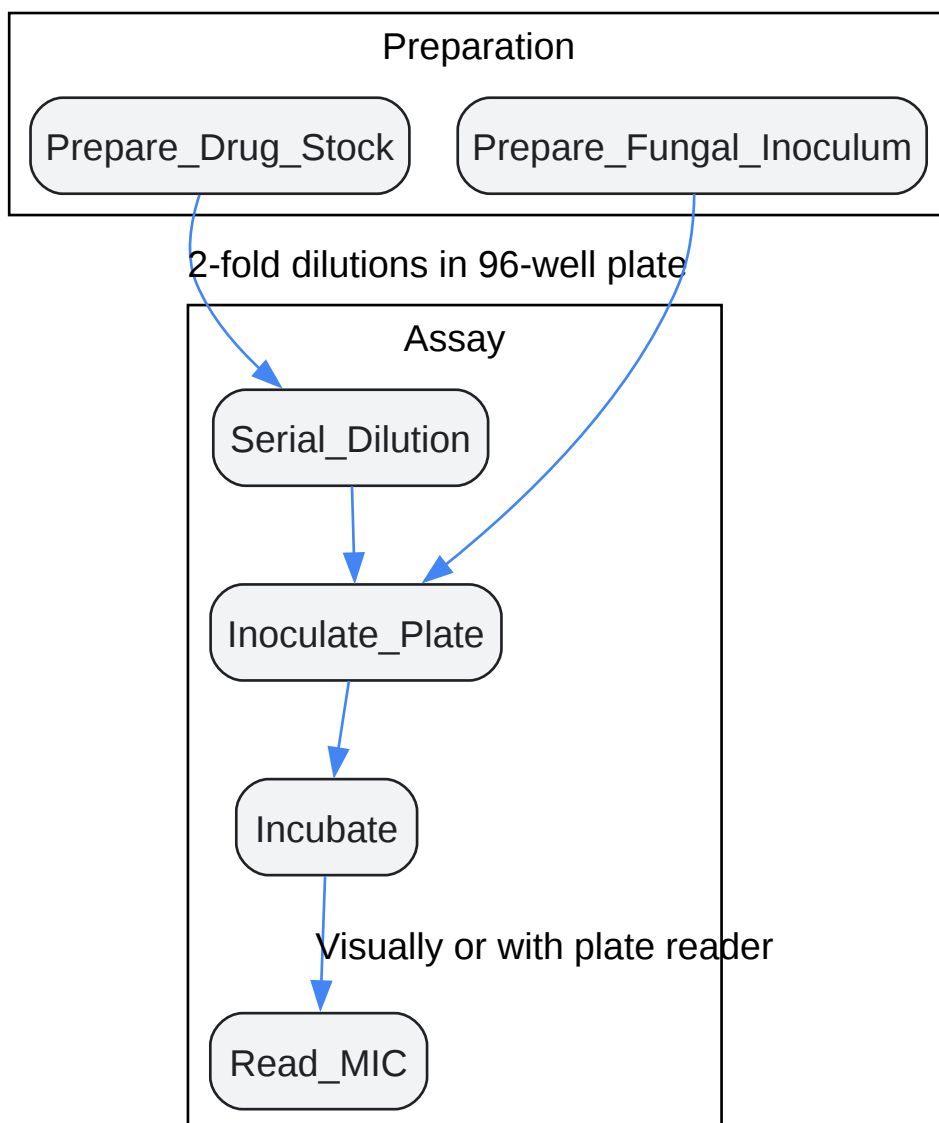 Preparation
Prepare_Drug_Stock
Prepare_Fungal_Inoculum
2-fold dilutions in 96-well plate
Assay
Serial_Dilution
Inoculate_Plate
Incubate
Visually or with plate reader
Read_MIC